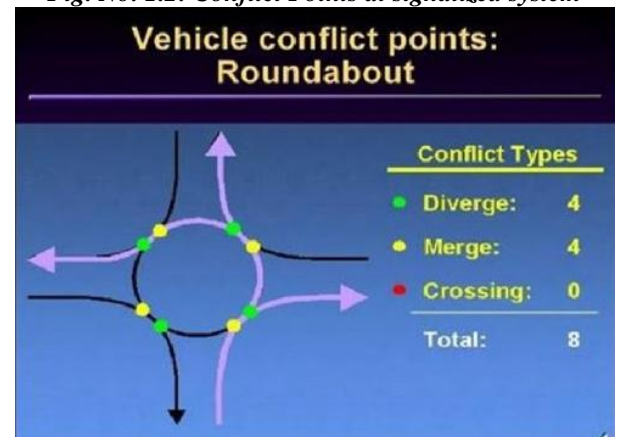 Vehicle conflict points:
Roundabout
Conflict Types
Diverge: 4
Merge: 4
Crossing: 0
Total: 8